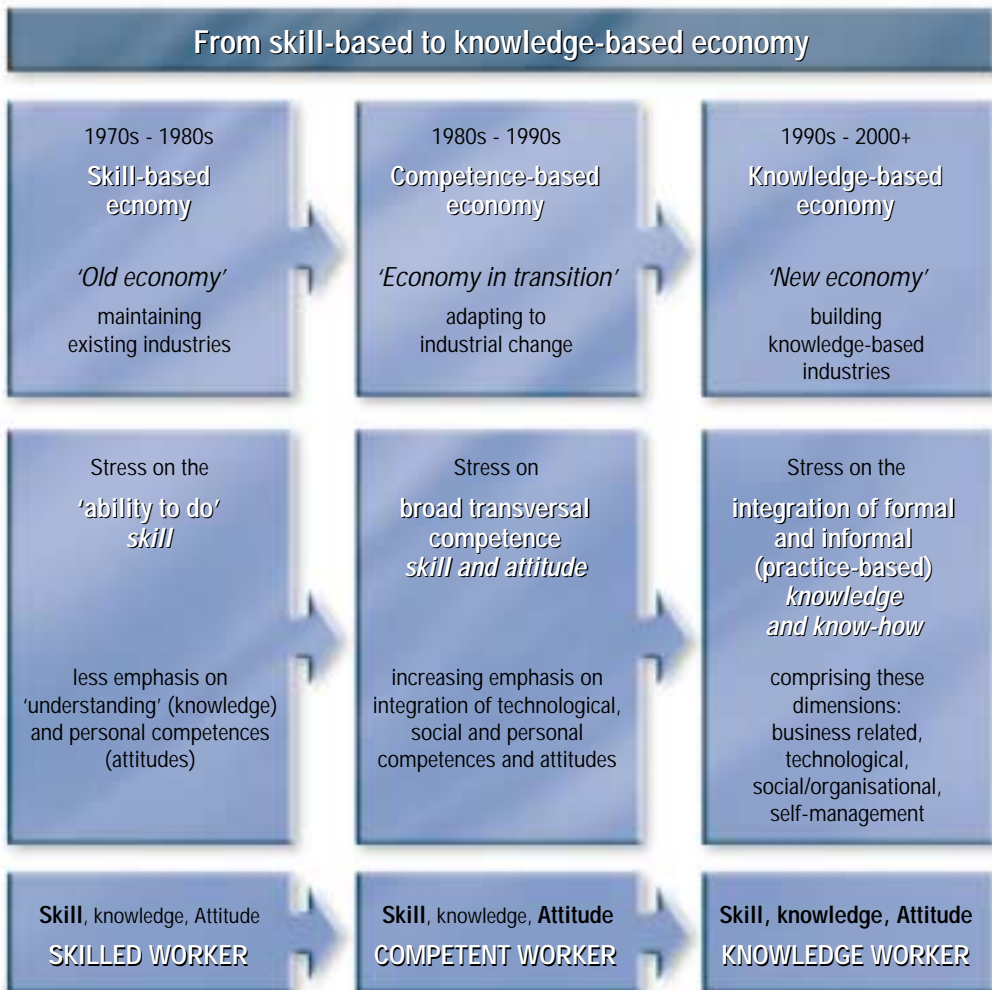 From skill-based to knowledge-based economy
1970s - 1980s
Skill-based
ecnomy
'Old economy'
maintaining
existing industries
1980s - 1990s
Competence-based
economy
'Economy in transition'
adapting to
industrial change
1990s - 2000+
Knowledge-based
economy
'New economy'
building
knowledge-based
industries
Stress on the
'ability to do'
skill
less emphasis on
'understanding' (knowledge)
and personal competences
(attitudes)
Stress on
broad transversal
competence
skill and attitude
increasing emphasis on
integration of technological,
social and personal
competences and attitudes
Stress on the
integration of formal
and informal
(practice-based)
knowledge
and know-how
comprising these
dimensions:
business related,
technological,
social/organisational,
self-management
Skill, knowledge, Attitude
SKILLED WORKER
Skill, knowledge, Attitude
COMPETENT WORKER
Skill, knowledge, Attitude
KNOWLEDGE WORKER